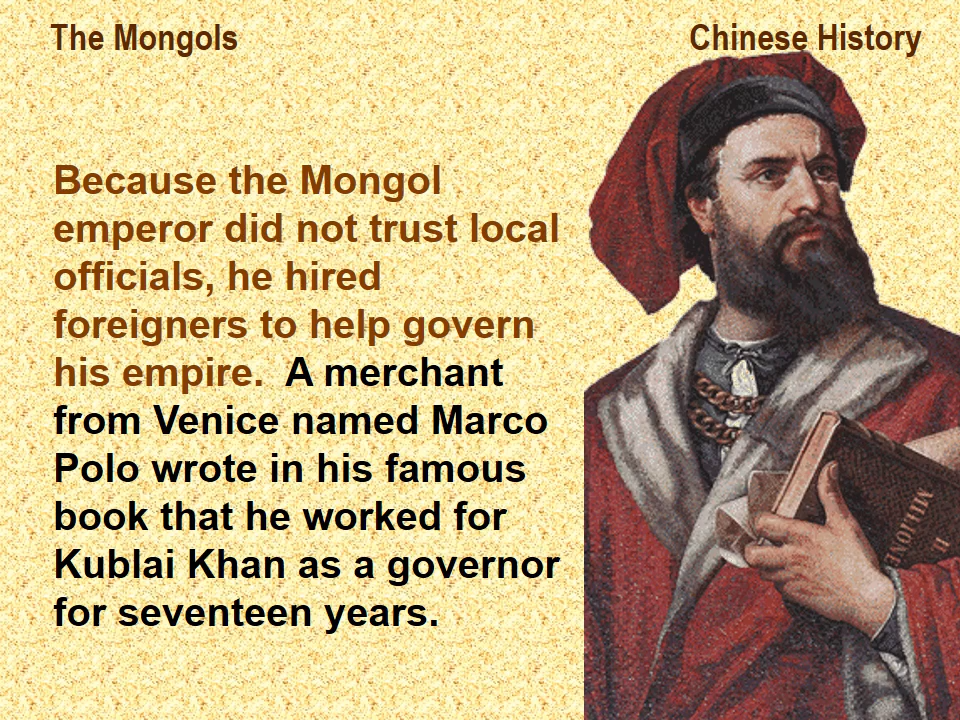 The Mongols
Chinese History
Because the Mongol
emperor did not trust local
officials, he hired
foreigners to help govern
his empire.  A merchant
from Venice named Marco
Polo wrote in his famous
book that he worked for
Kublai Khan as a governor
for seventeen years.
IL
MILIONE